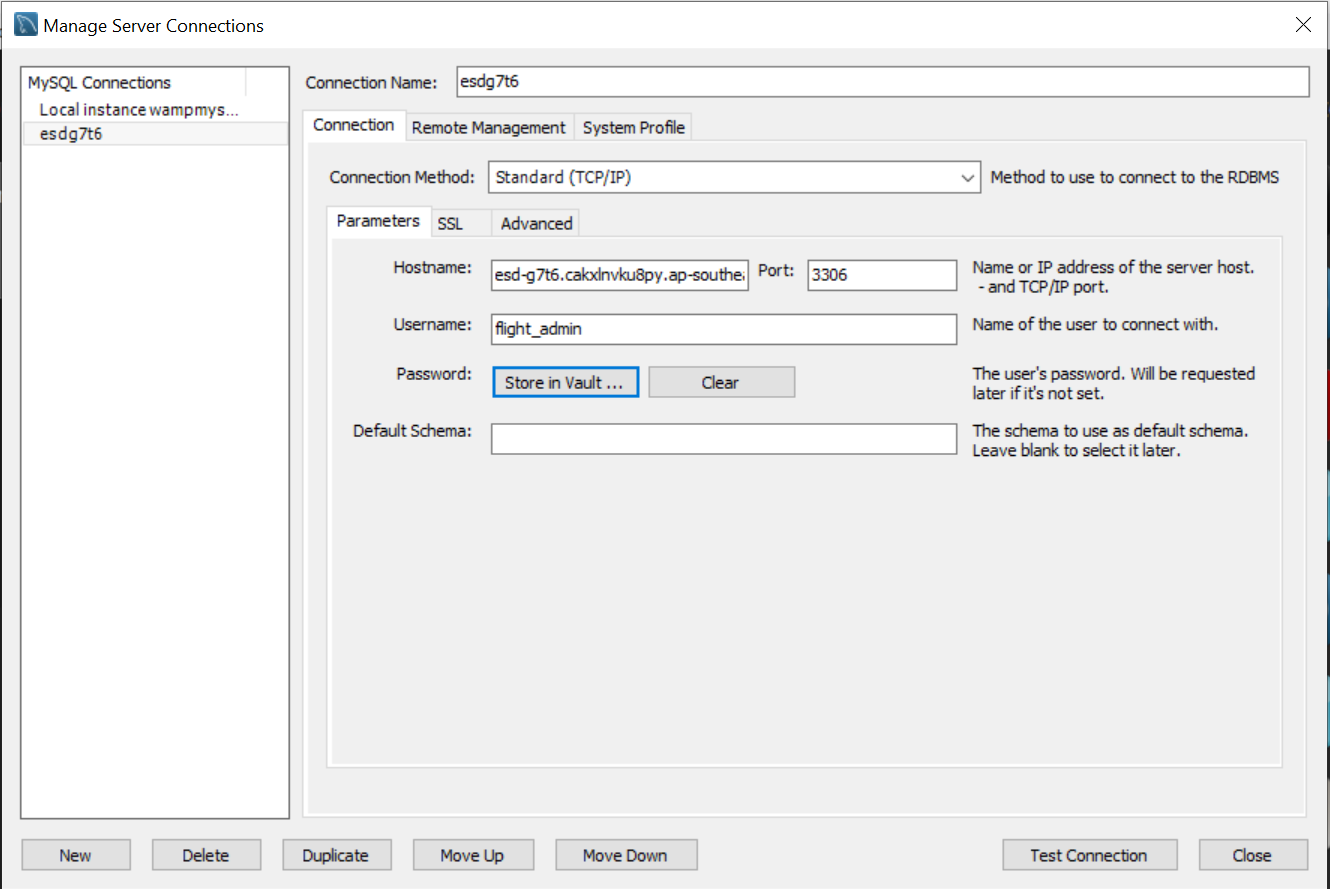 Manage Server Connections
MySQL Connections
Local instance wampmys...
esdg7t6
Connection Name: esdg7t6
Connection Remote Management System Profile
Connection Method: Standard (TCP/IP) Method to use to connect to the RDBMS
Parameters SSL Advanced
Hostname: esd-g7t6.cakxlnvku8py.ap-southea Port: 3306 Name or IP address of the server host.
- and TCP/IP port.
Username: flight_admin Name of the user to connect with.
Password: Store in Vault ... Clear The user's password. Will be requested
later if it's not set.
Default Schema: The schema to use as default schema.
Leave blank to select it later.
New Delete Duplicate Move Up Move Down Test Connection Close